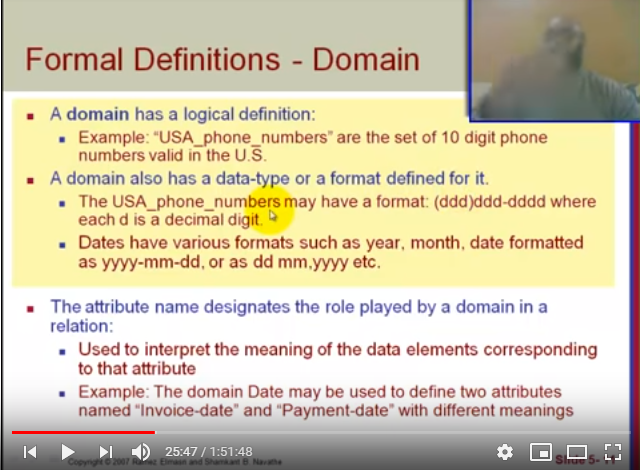 Formal Definitions - Domain
A domain has a logical definition:
Example: “USA_phone_numbers” are the set of 10 digit phone
numbers valid in the U.S.
A domain also has a data-type or a format defined for it.
The USA_phone_numbers may have a format: (ddd)ddd-dddd where
each d is a decimal digit.
Dates have various formats such as year, month, date formatted
as yyyy-mm-dd, or as dd mm,yyyy etc.
The attribute name designates the role played by a domain in a
relation:
Used to interpret the meaning of the data elements corresponding
to that attribute
Example: The domain Date may be used to define two attributes
named “Invoice-date” and “Payment-date” with different meanings
25:47 / 1:51:48
Copyright © 2007 Ramez Elmasri and Shamkant B. Navathe
Slide 5- 11